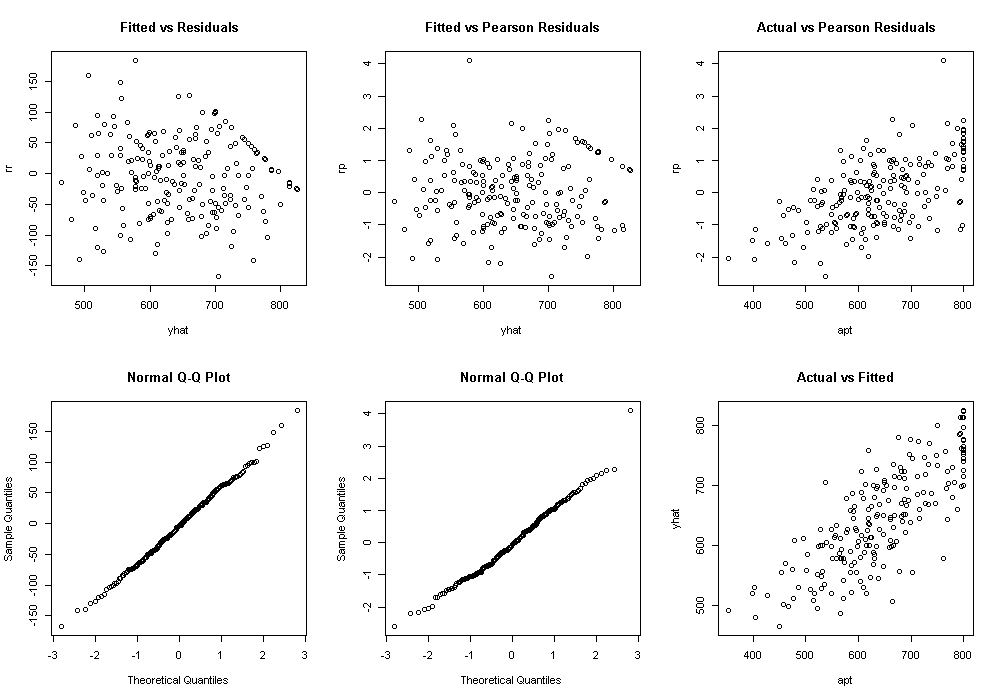 Fitted vs Residuals
rr
150
100
50
0
-50
-100
-150
500 600 700 800
yhat
Fitted vs Pearson Residuals
rp
4
3
2
1
0
-1
-2
500 600 700 800
yhat
Actual vs Pearson Residuals
rp
4
3
2
1
0
-1
-2
400 500 600 700 800
apt
Normal Q-Q Plot
Sample Quantiles
150
100
50
0
-50
-100
-150
-3 -2 -1 0 1 2 3
Theoretical Quantiles
Normal Q-Q Plot
Sample Quantiles
4
3
2
1
0
-1
-2
-3 -2 -1 0 1 2 3
Theoretical Quantiles
Actual vs Fitted
yhat
800
700
600
500
400 500 600 700 800
apt